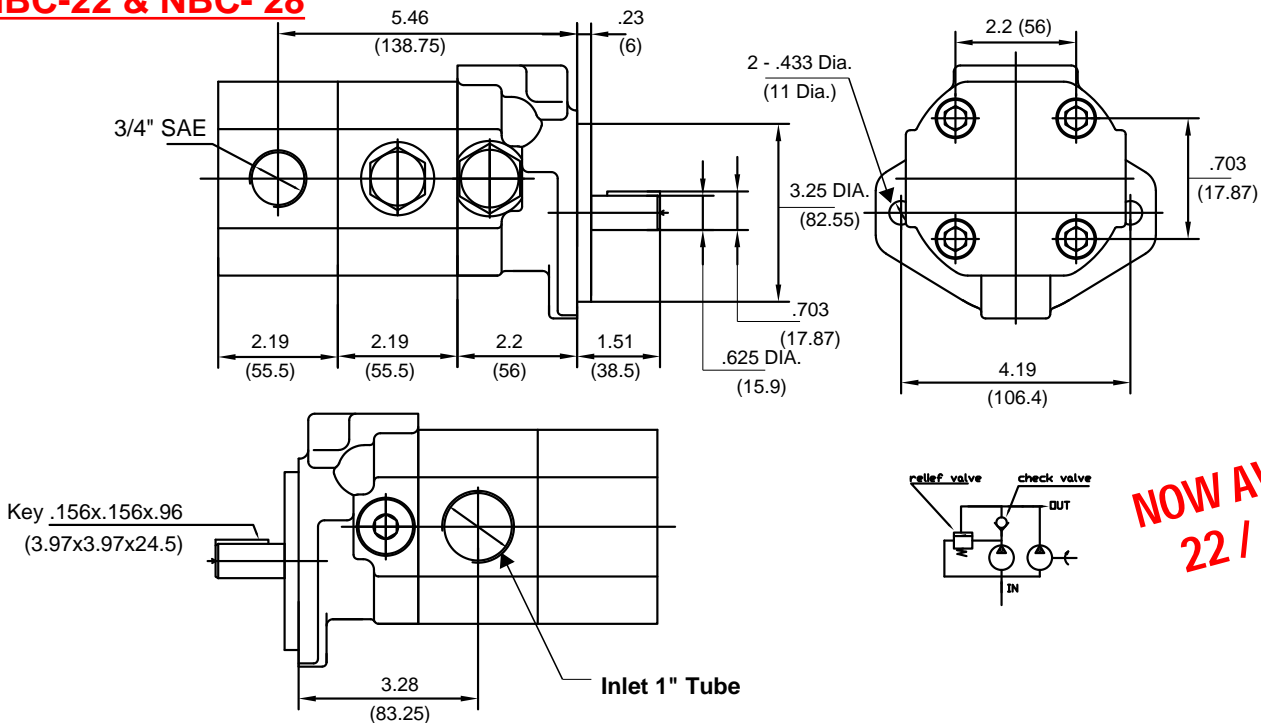 NBC-22 & NBC- 28
5.46
(138.75)
.23
(6)
2.2 (56)
2 - .433 Dia.
(11 Dia.)
3/4" SAE
3.25 DIA.
(82.55)
.703
(17.87)
.703
(17.87)
.625 DIA.
(15.9)
2.19
(55.5)
2.19
(55.5)
2.2
(56)
1.51
(38.5)
4.19
(106.4)
Key .156x.156x.96
(3.97x3.97x24.5)
relief valve
check valve
OUT
IN
NOW AV
22 /
Inlet 1" Tube
3.28
(83.25)